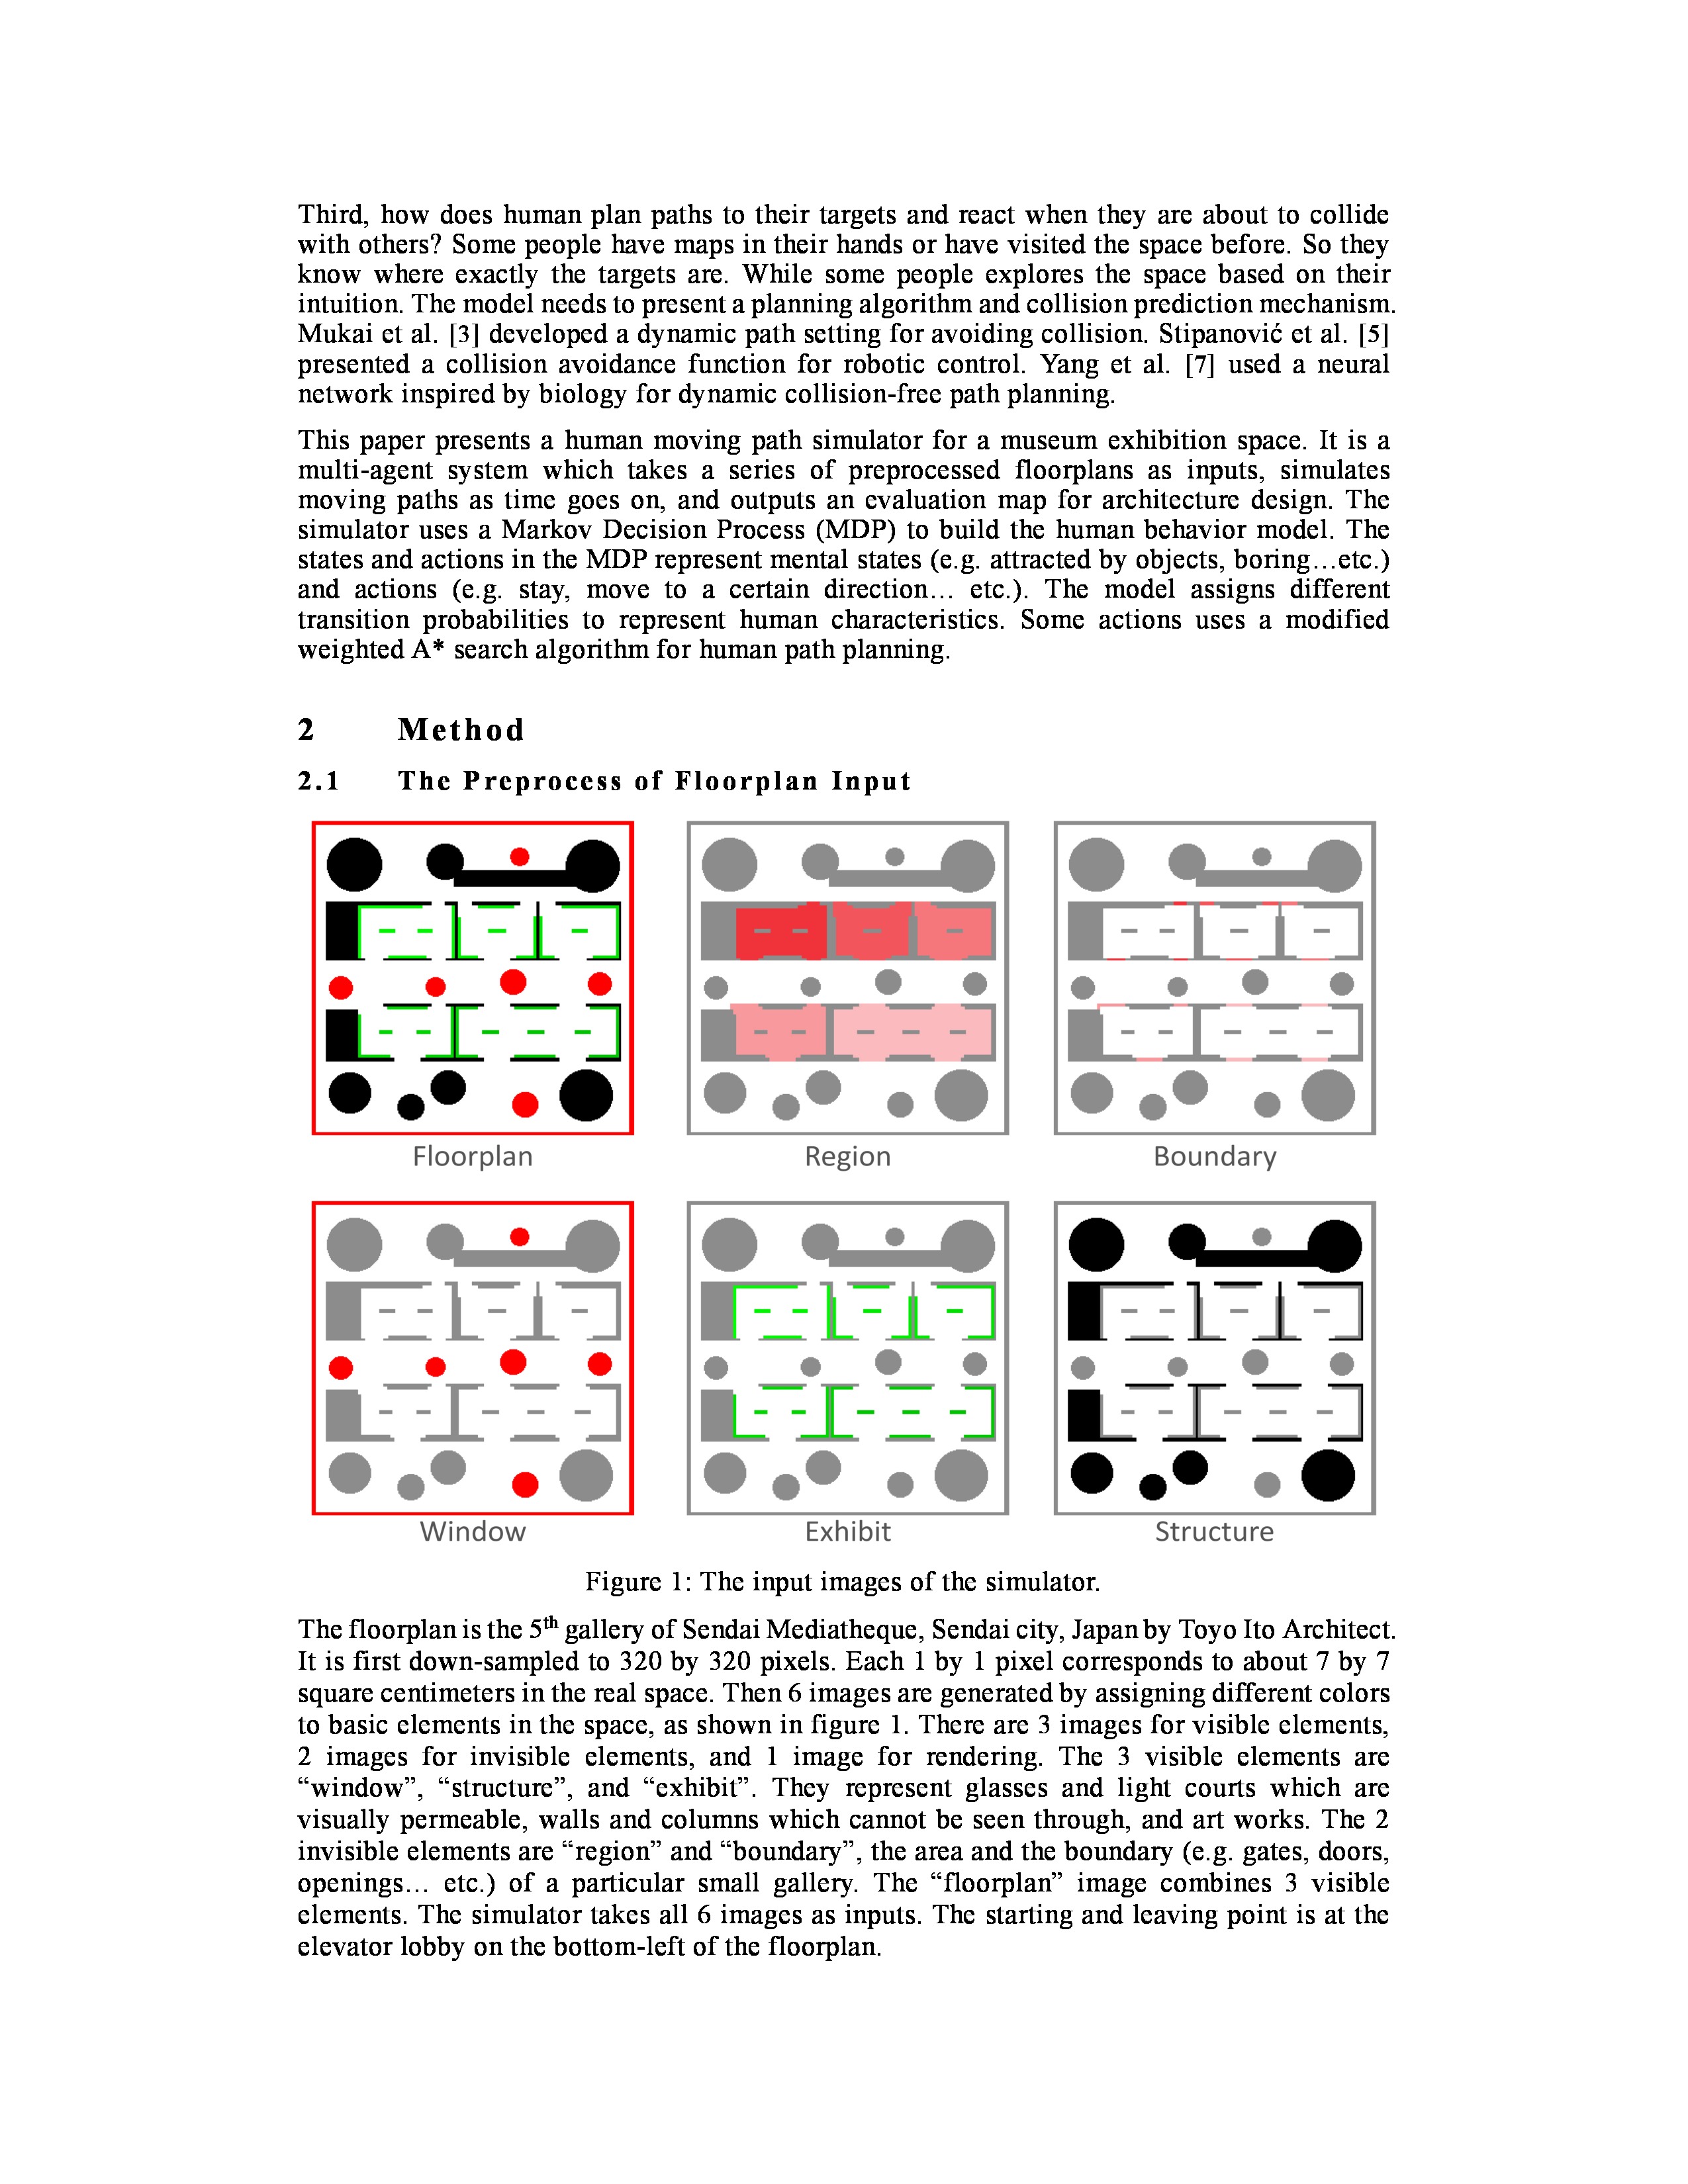 Third, how does human plan paths to their targets and react when they are about to collide
with others? Some people have maps in their hands or have visited the space before. So they
know where exactly the targets are. While some people explores the space based on their
intuition. The model needs to present a planning algorithm and collision prediction mechanism.
Mukai et al. [3] developed a dynamic path setting for avoiding collision. Stipanović et al. [5]
presented a collision avoidance function for robotic control. Yang et al. [7] used a neural
network inspired by biology for dynamic collision-free path planning.
This paper presents a human moving path simulator for a museum exhibition space. It is a
multi-agent system which takes a series of preprocessed floorplans as inputs, simulates
moving paths as time goes on, and outputs an evaluation map for architecture design. The
simulator uses a Markov Decision Process (MDP) to build the human behavior model. The
states and actions in the MDP represent mental states (e.g. attracted by objects, boring…etc.)
and actions (e.g. stay, move to a certain direction… etc.). The model assigns different
transition probabilities to represent human characteristics. Some actions uses a modified
weighted A* search algorithm for human path planning.
2 Method
2.1 The Preprocess of Floorplan Input
Floorplan Region Boundary
Window Exhibit Structure
Figure 1: The input images of the simulator.
The floorplan is the 5th gallery of Sendai Mediatheque, Sendai city, Japan by Toyo Ito Architect.
It is first down-sampled to 320 by 320 pixels. Each 1 by 1 pixel corresponds to about 7 by 7
square centimeters in the real space. Then 6 images are generated by assigning different colors
to basic elements in the space, as shown in figure 1. There are 3 images for visible elements,
2 images for invisible elements, and 1 image for rendering. The 3 visible elements are
“window”, “structure”, and “exhibit”. They represent glasses and light courts which are
visually permeable, walls and columns which cannot be seen through, and art works. The 2
invisible elements are “region” and “boundary”, the area and the boundary (e.g. gates, doors,
openings… etc.) of a particular small gallery. The “floorplan” image combines 3 visible
elements. The simulator takes all 6 images as inputs. The starting and leaving point is at the
elevator lobby on the bottom-left of the floorplan.